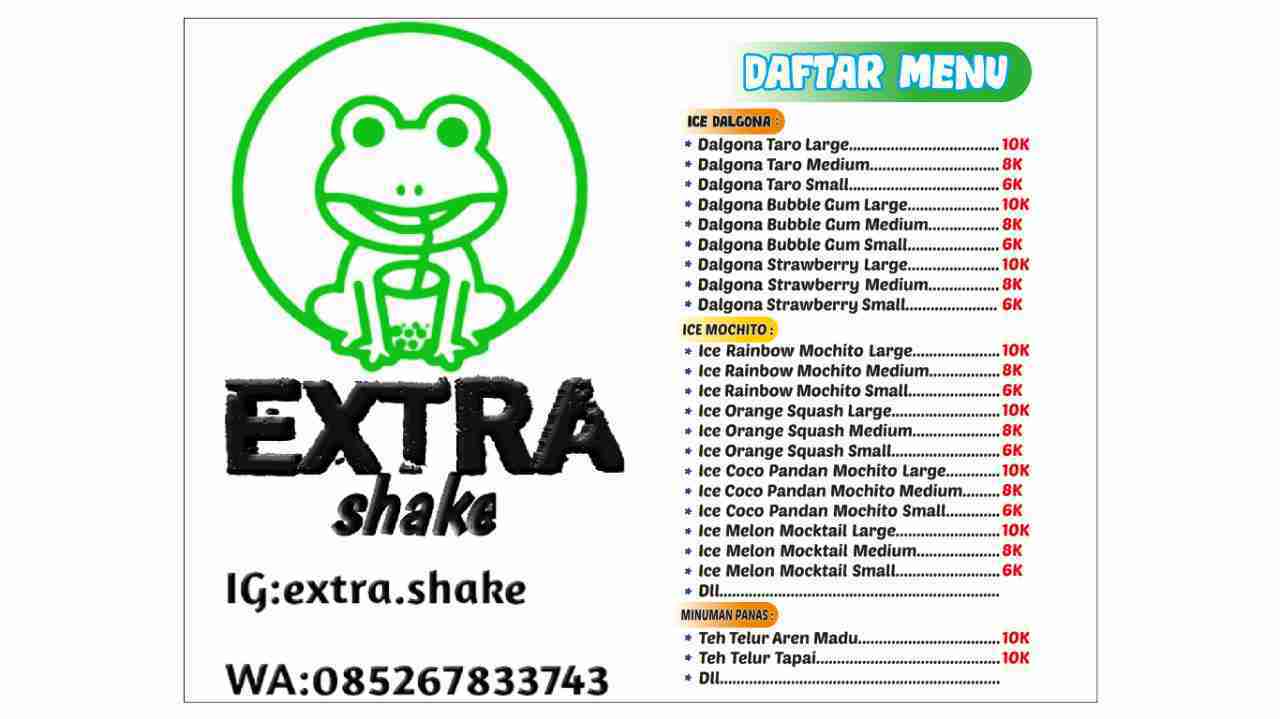 EXTRA
shake
IG:extra.shake
WA:085267833743
DAFTAR MENU
ICE DALGONA :
* Dalgona Taro Large.................................... 10K
* Dalgona Taro Medium............................... 8K
* Dalgona Taro Small.................................... 6K
* Dalgona Bubble Gum Large...................... 10K
* Dalgona Bubble Gum Medium................. 8K
* Dalgona Bubble Gum Small...................... 6K
* Dalgona Strawberry Large...................... 10K
* Dalgona Strawberry Medium................. 8K
* Dalgona Strawberry Small...................... 6K
ICE MOCHITO :
* Ice Rainbow Mochito Large..................... 10K
* Ice Rainbow Mochito Medium................. 8K
* Ice Rainbow Mochito Small...................... 6K
* Ice Orange Squash Large.......................... 10K
* Ice Orange Squash Medium..................... 8K
* Ice Orange Squash Small.......................... 6K
* Ice Coco Pandan Mochito Large............. 10K
* Ice Coco Pandan Mochito Medium......... 8K
* Ice Coco Pandan Mochito Small............. 6K
* Ice Melon Mocktail Large......................... 10K
* Ice Melon Mocktail Medium.................... 8K
* Ice Melon Mocktail Small......................... 6K
* Dll...................................................................
MINUMAN PANAS :
* Teh Telur Aren Madu.................................. 10K
* Teh Telur Tapai............................................ 10K
* Dll...................................................................